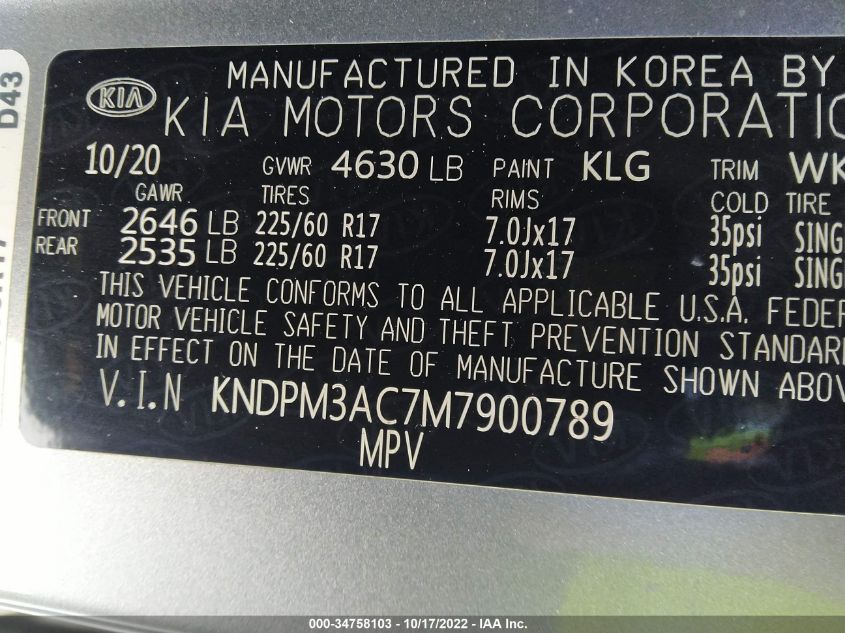 D43
MANUFACTURED IN KOREA BY
KIA
KIA MOTORS CORPORATIO
10/20 GVWR 4630 LB PAINT KLG TRIM WK
GAWR TIRES RIMS COLD TIRE
FRONT 2646 LB 225/60 R17 7.0Jx17 35psi SING
REAR 2535 LB 225/60 R17 7.0Jx17 35psi SING
THIS VEHICLE CONFORMS TO ALL APPLICABLE U.S.A. FEDER
MOTOR VEHICLE SAFETY AND THEFT PREVENTION STANDARD
IN EFFECT ON THE DATE OF MANUFACTURE SHOWN ABOV
V.I.N KNDPM3AC7M7900789
MPV
000-34758103 - 10/17/2022 - IAA Inc.